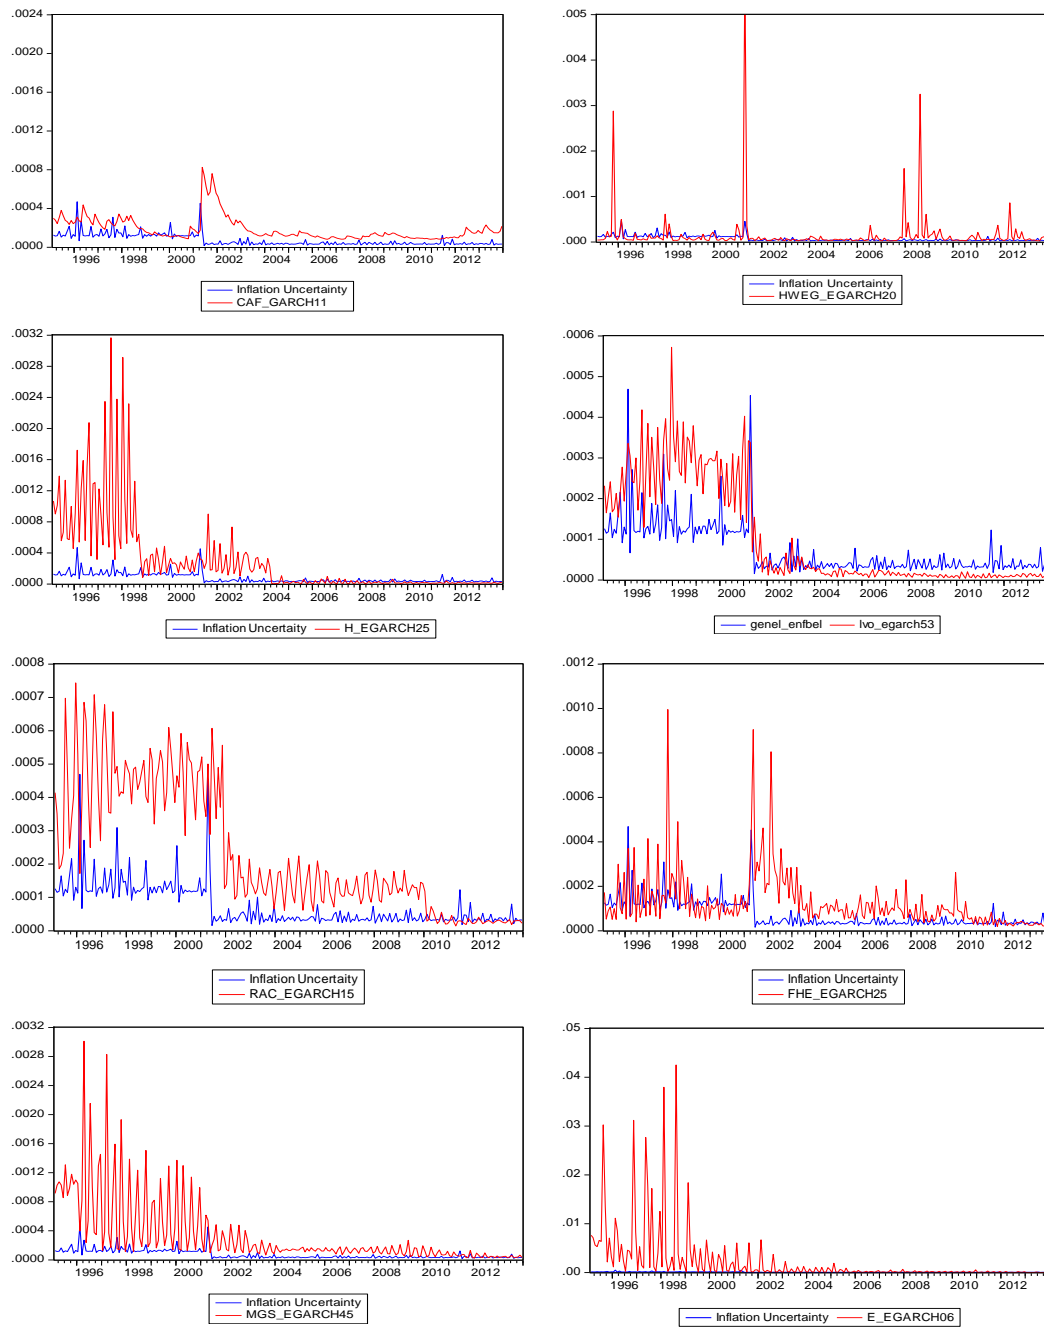 .0024
.0020
.0016
.0012
.0008
.0004
.0000
1996 1998 2000 2002 2004 2006 2008 2010 2012
Inflation Uncertainty
CAF_GARCH11
.005
.004
.003
.002
.001
.000
1996 1998 2000 2002 2004 2006 2008 2010 2012
Inflation Uncertainty
HWEG_EGARCH20
.0032
.0028
.0024
.0020
.0016
.0012
.0008
.0004
.0000
1996 1998 2000 2002 2004 2006 2008 2010 2012
Inflation Uncertaity H_EGARCH25
.0006
.0005
.0004
.0003
.0002
.0001
.0000
1996 1998 2000 2002 2004 2006 2008 2010 2012
genel_enfbel lvo_egarch53
.0008
.0007
.0006
.0005
.0004
.0003
.0002
.0001
.0000
1996 1998 2000 2002 2004 2006 2008 2010 2012
Inflation Uncertaity
RAC_EGARCH15
.0012
.0010
.0008
.0006
.0004
.0002
.0000
1996 1998 2000 2002 2004 2006 2008 2010 2012
Inflation Uncertainty
FHE_EGARCH25
.0032
.0028
.0024
.0020
.0016
.0012
.0008
.0004
.0000
1996 1998 2000 2002 2004 2006 2008 2010 2012
Inflation Uncertainty
MGS_EGARCH45
.05
.04
.03
.02
.01
.00
1996 1998 2000 2002 2004 2006 2008 2010 2012
Inflation Uncertainty E_EGARCH06